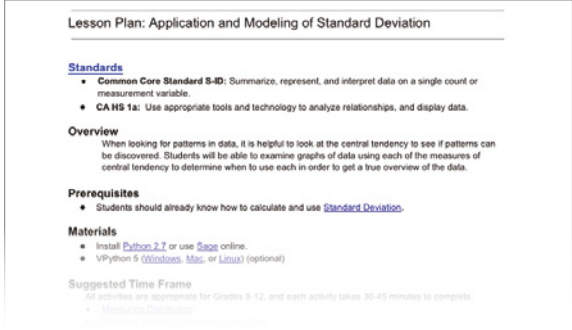 Lesson Plan: Application and Modeling of Standard Deviation
Standards
● Common Core Standard S-ID: Summarize, represent, and interpret data on a single count or
measurement variable.
♦ CA HS 1a: Use appropriate tools and technology to analyze relationships, and display data.
Overview
When looking for patterns in data, it is helpful to look at the central tendency to see if patterns can
be discovered. Students will be able to examine graphs of data using each of the measures of
central tendency to determine when to use each in order to get a true overview of the data.
Prerequisites
♦ Students should already know how to calculate and use Standard Deviation.
Materials
● Install Python 2.7 or use Sage online.
● VPython 5 (Windows, Mac, or Linux) (optional)
Suggested Time Frame
All activities are appropriate for Grades 9-12, and each activity takes 30-45 minutes to complete.
● Measuring Distribution